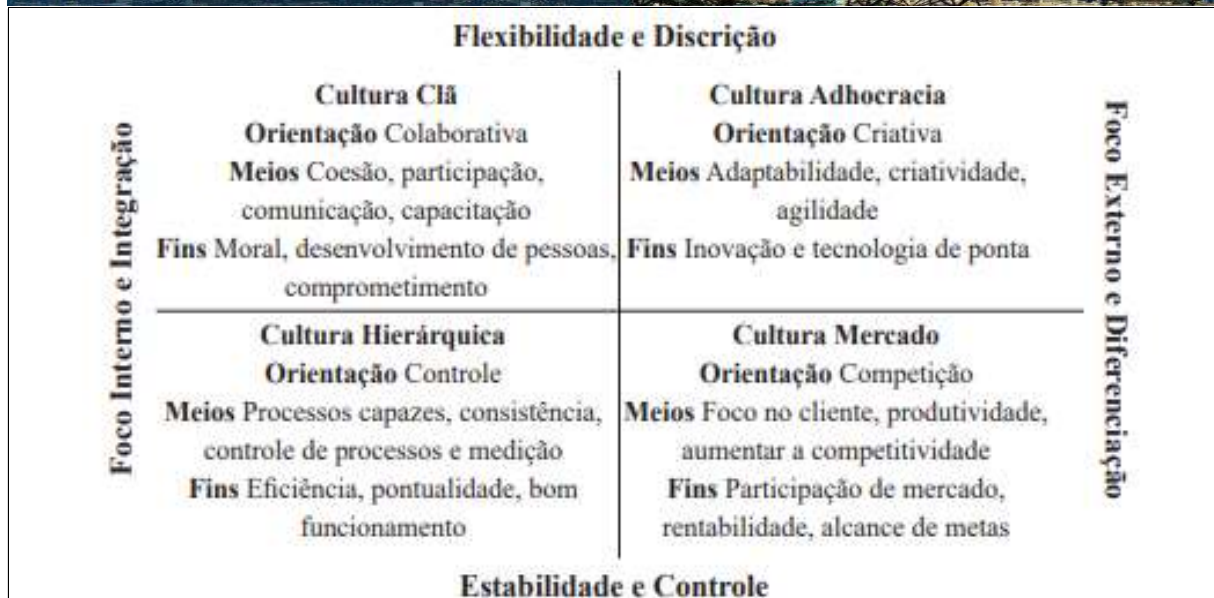 Flexibilidade e Discrição
Foco Interno e Integração
Cultura Clã
Orientação Colaborativa
Meios Coesão, participação,
comunicação, capacitação
Fins Moral, desenvolvimento de pessoas,
comprometimento
Cultura Adhocracia
Orientação Criativa
Meios Adaptabilidade, criatividade,
agilidade
Fins Inovação e tecnologia de ponta
Cultura Hierárquica
Orientação Controle
Meios Processos capazes, consistência,
controle de processos e medição
Fins Eficiência, pontualidade, bom
funcionamento
Cultura Mercado
Orientação Competição
Meios Foco no cliente, produtividade,
aumentar a competitividade
Fins Participação de mercado,
rentabilidade, alcance de metas
Foco Externo e Diferenciação
Estabilidade e Controle